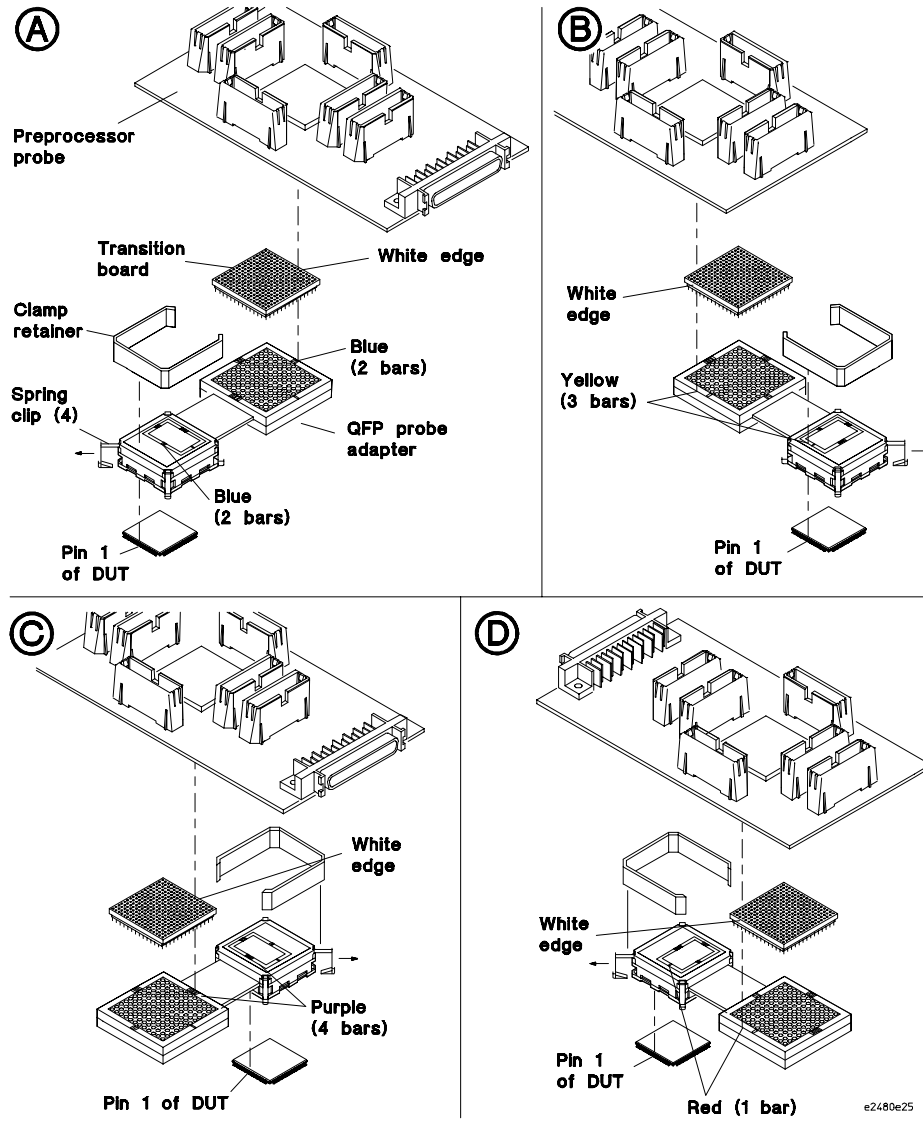 A
Preprocessor
probe
Transition
board
White edge
Clamp
retainer
Blue
(2 bars)
Spring
clip (4)
QFP probe
adapter
Blue
(2 bars)
Pin 1
of DUT
B
White
edge
Yellow
(3 bars)
Pin 1
of DUT
C
White
edge
Purple
(4 bars)
Pin 1 of DUT
D
White
edge
Pin 1
of DUT
Red (1 bar)
e2480e25